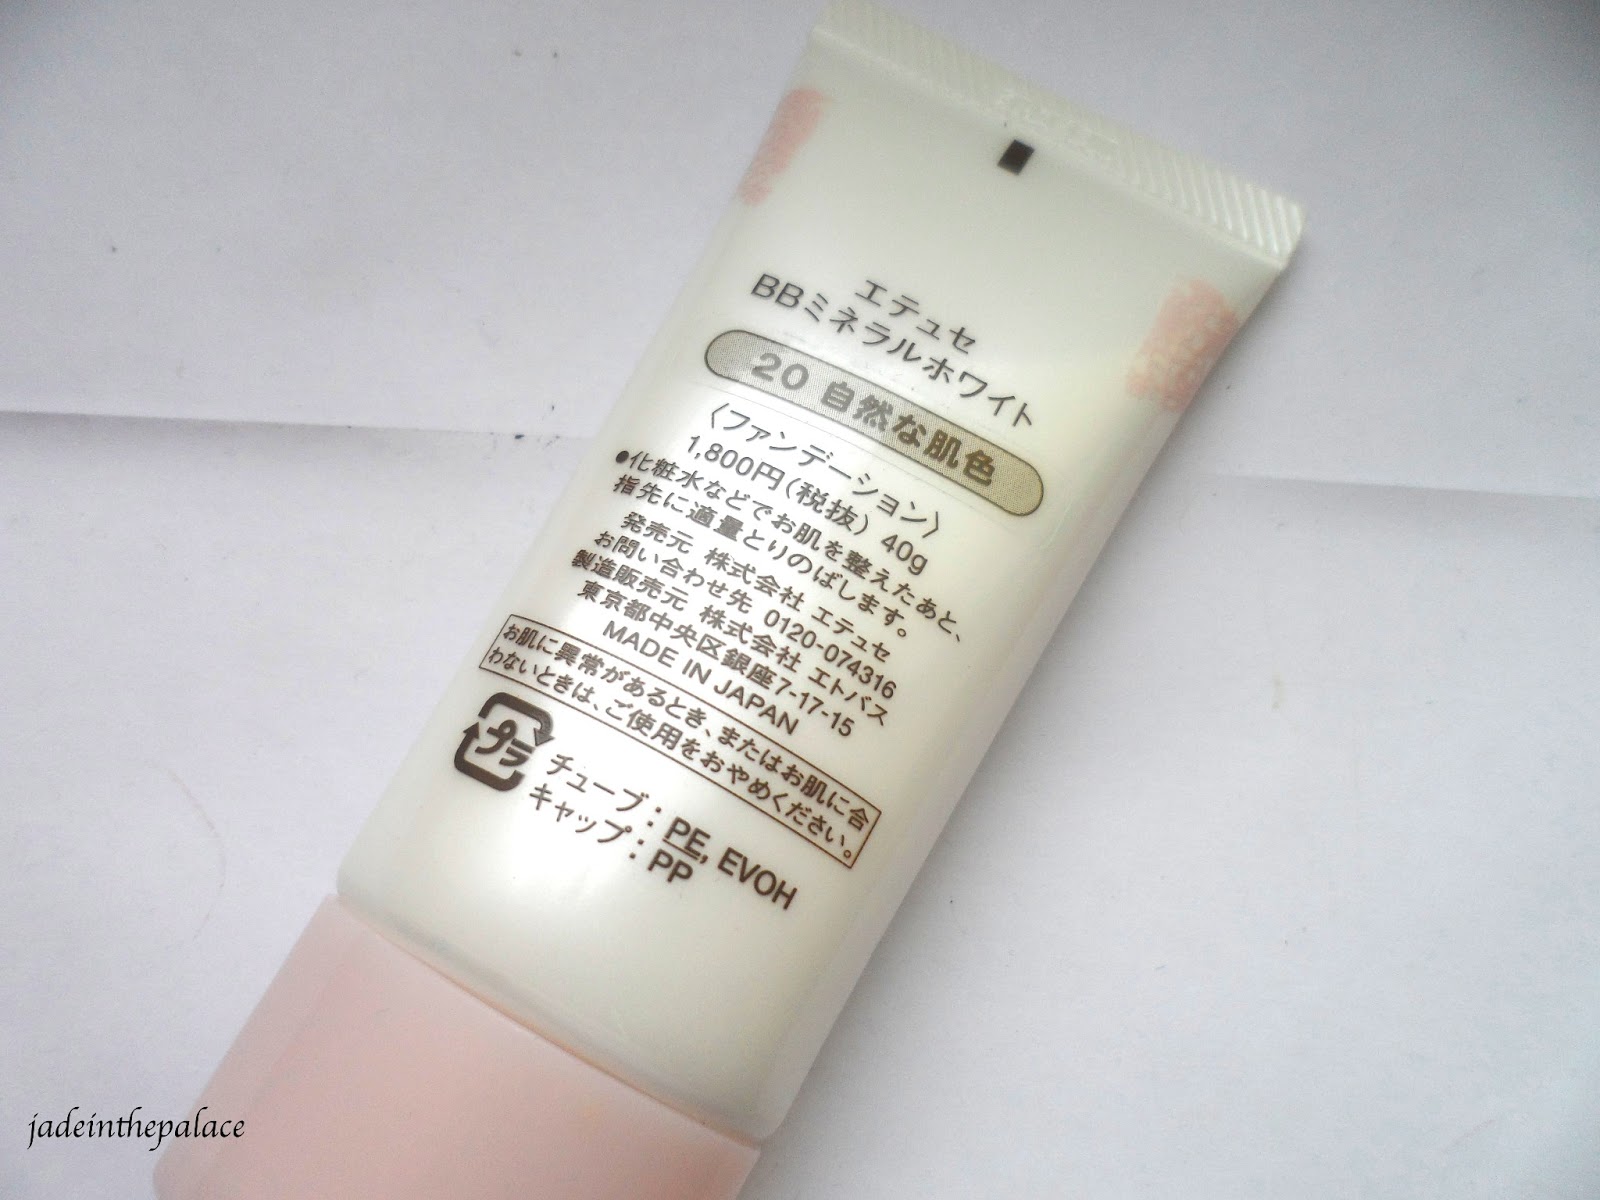 エテュセ
BBミネラルホワイト
20 自然な肌色
〈ファンデーション〉
1,800円(税抜) 40g
●化粧水などでお肌を整えたあと、
指先に適量とりのばします。
発売元 株式会社 エテュセ
お問い合わせ先 0120-074316
製造販売元 株式会社 エトバス
東京都中央区銀座7-17-15
MADE IN JAPAN
お肌に異常があるとき、またはお肌に合
わないときは、ご使用をおやめください。
プラ
チューブ：PE, EVOH
キャップ：PP
jadeinthepalace